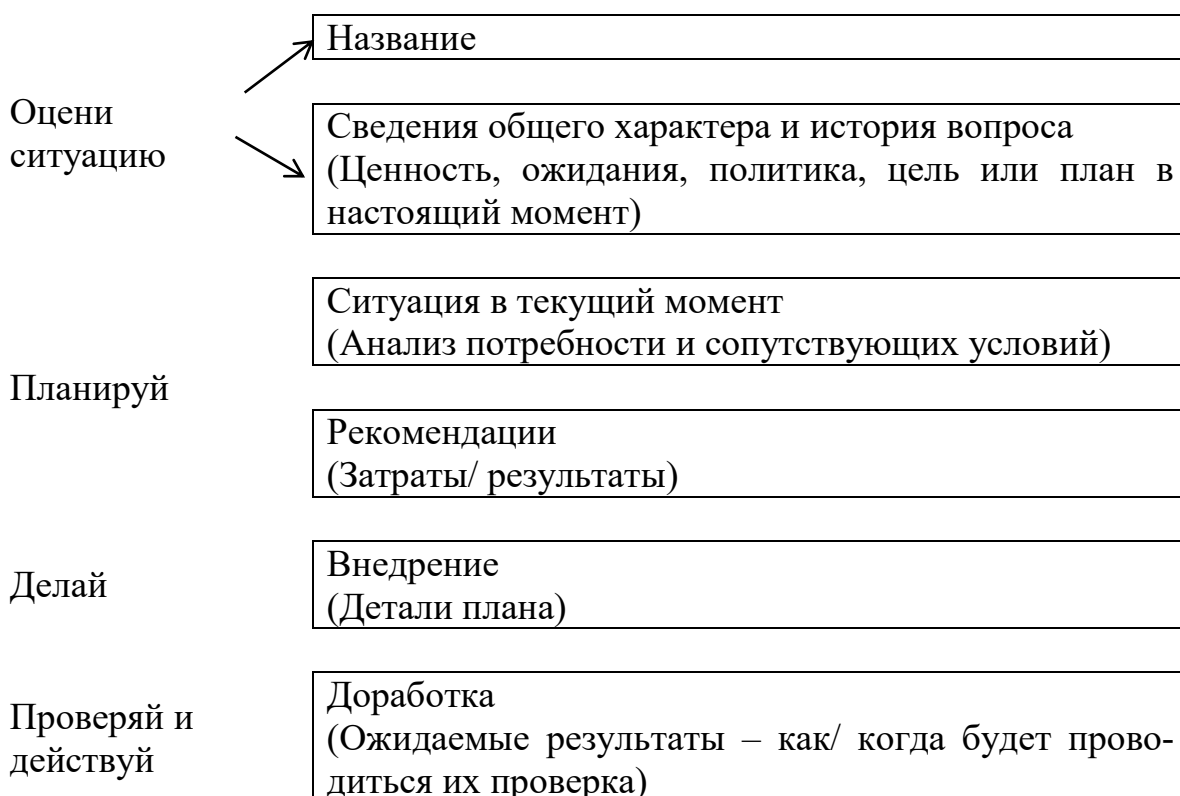 Название
Оцени
ситуацию
Сведения общего характера и история вопроса
(Ценность, ожидания, политика, цель или план в
настоящий момент)
Ситуация в текущий момент
(Анализ потребности и сопутствующих условий)
Планируй
Рекомендации
(Затраты/ результаты)
Делай
Внедрение
(Детали плана)
Проверяй и
действуй
Доработка
(Ожидаемые результаты – как/ когда будет прово-
диться их проверка)